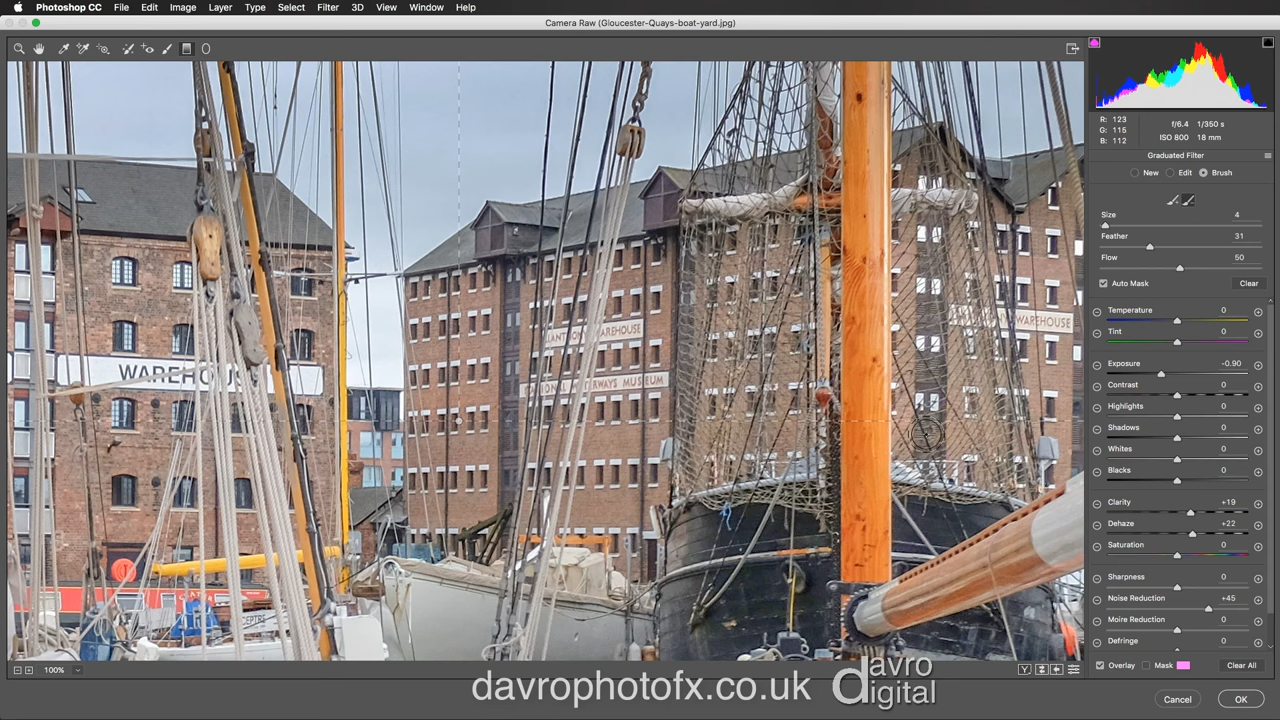 Photoshop CC File Edit Image Layer Type Select Filter 3D View Window Help
Camera Raw (Gloucester-Quays-boat-yard.jpg)
R: 123
G: 115
B: 112
f/6.4 1/350 s
ISO 800 18 mm
Graduated Filter
New Edit Brush
Size 4
Feather 31
Flow 50
Auto Mask Clear
Temperature 0
Tint 0
Exposure -0.90
Contrast 0
Highlights 0
Shadows 0
Whites 0
Blacks 0
Clarity +19
Dehaze +22
Saturation 0
Sharpness 0
Noise Reduction +45
Moire Reduction 0
Defringe 0
Overlay Mask Clear All
WAREHOUSE
WAREHOUSE
MUSEUM
WAREHOUSE
100%
Y
davrophotofx.co.uk
davro
digital
Cancel OK